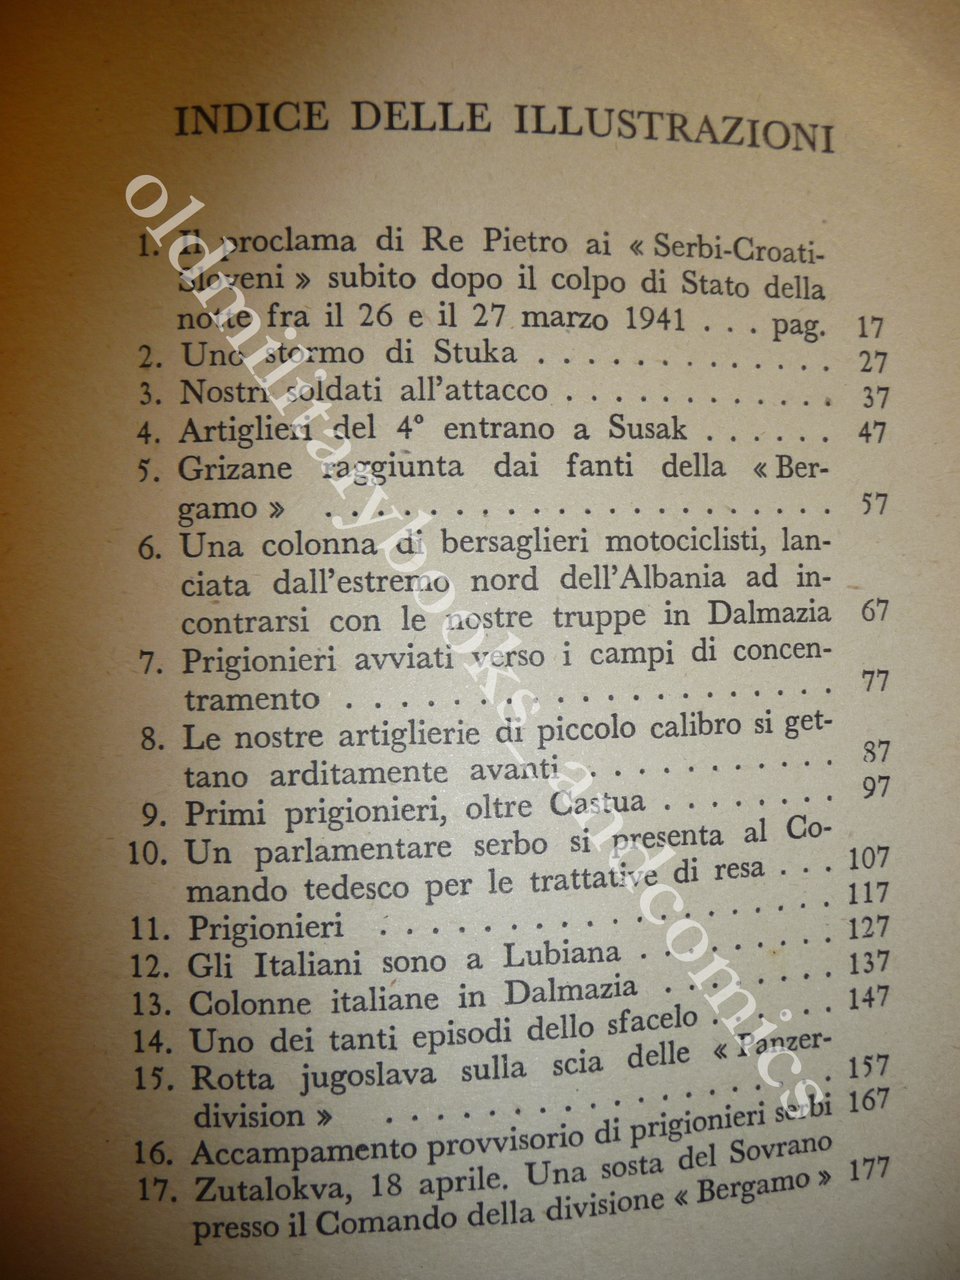 INDICE DELLE ILLUSTRAZIONI
1. Il proclama di Re Pietro ai « Serbi-Croati-
Sloveni » subito dopo il colpo di Stato della
notte fra il 26 e il 27 marzo 1941 . . . pag. 17
2. Uno stormo di Stuka . . . . . . . . . . . . . 27
3. Nostri soldati all'attacco . . . . . . . . . . . . 37
4. Artiglieri del 4° entrano a Susak . . . . . . 47
5. Grizane raggiunta dai fanti della « Ber-
gamo » . . . . . . . . . . . . . . . . . . . . . . . 57
6. Una colonna di bersaglieri motociclisti, lan-
ciata dall'estremo nord dell'Albania ad in-
contrarsi con le nostre truppe in Dalmazia 67
7. Prigionieri avviati verso i campi di concen-
tramento . . . . . . . . . . . . . . . . . . . 77
8. Le nostre artiglierie di piccolo calibro si get-
tano arditamente avanti . . . . . . . . . . . 87
9. Primi prigionieri, oltre Castua . . . . . . . . 97
10. Un parlamentare serbo si presenta al Co-
mando tedesco per le trattative di resa . . . 107
11. Prigionieri . . . . . . . . . . . . . . . . . . . 117
12. Gli Italiani sono a Lubiana . . . . . . . . . 127
13. Colonne italiane in Dalmazia . . . . . . . . 137
14. Uno dei tanti episodi dello sfacelo . . . . . . 147
15. Rotta jugoslava sulla scia delle « Panzer-
division » . . . . . . . . . . . . . . . . . . 157
16. Accampamento provvisorio di prigionieri serbi 167
17. Zutalokva, 18 aprile. Una sosta del Sovrano
presso il Comando della divisione « Bergamo » 177
oldmilitarybooks_andcomics